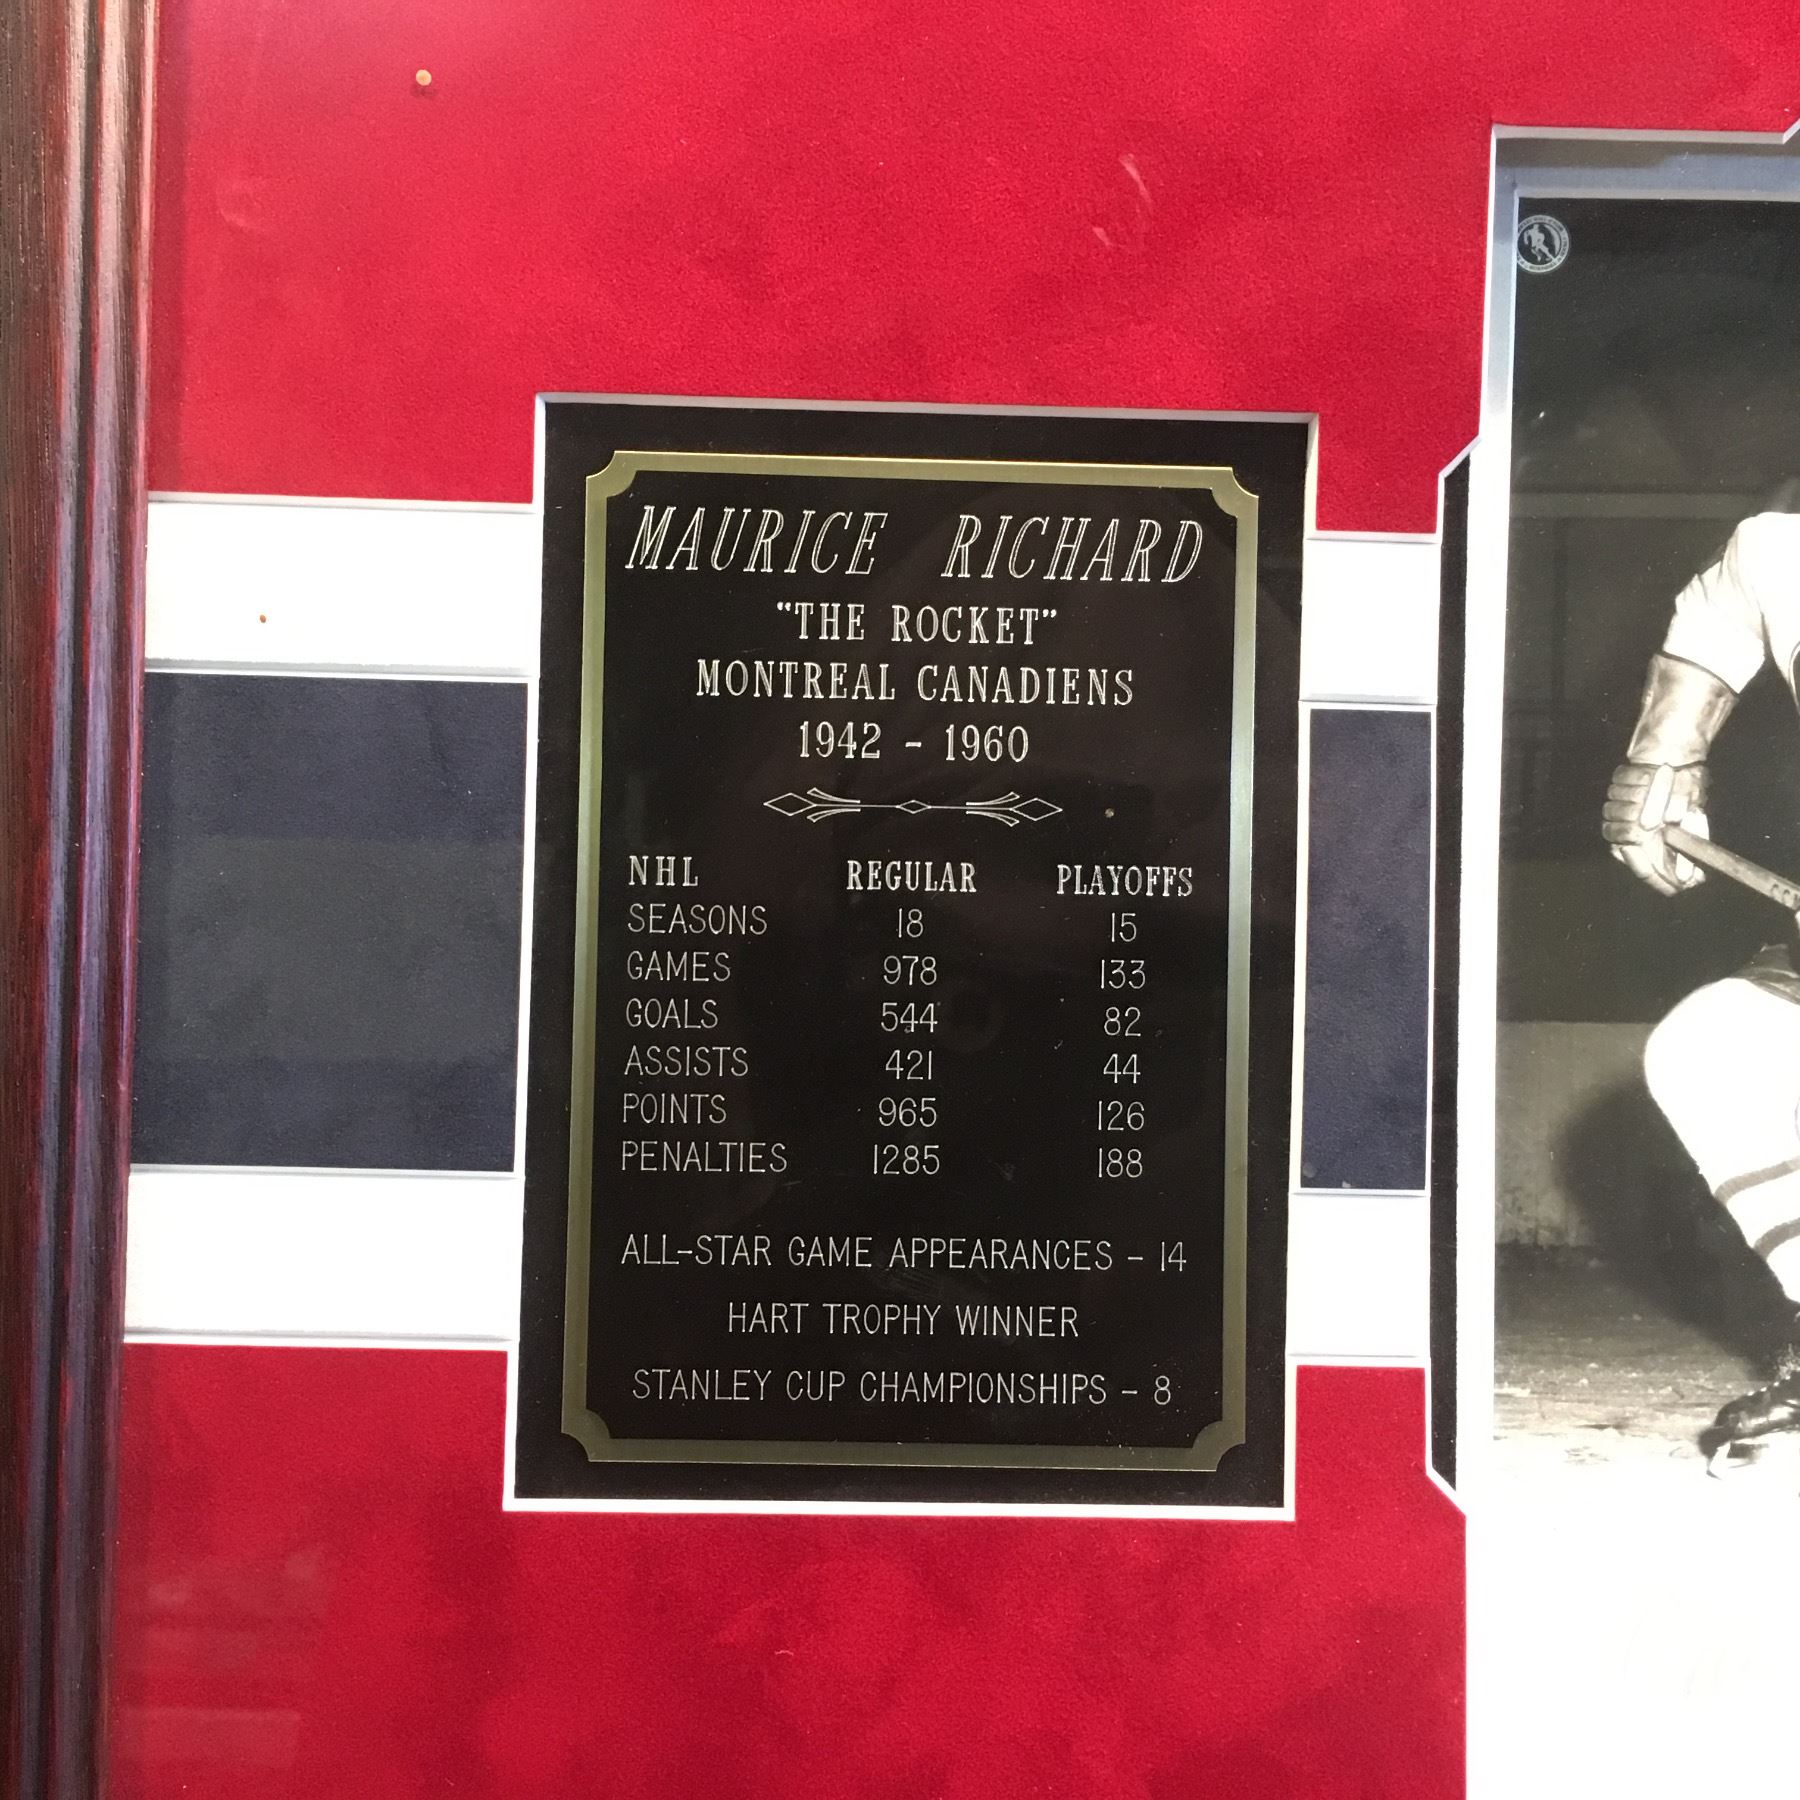 MAURICE RICHARD
"THE ROCKET"
MONTREAL CANADIENS
1942 - 1960
NHL REGULAR PLAYOFFS
SEASONS 18 15
GAMES 978 133
GOALS 544 82
ASSISTS 421 44
POINTS 965 126
PENALTIES 1285 188
ALL-STAR GAME APPEARANCES - 14
HART TROPHY WINNER
STANLEY CUP CHAMPIONSHIPS - 8